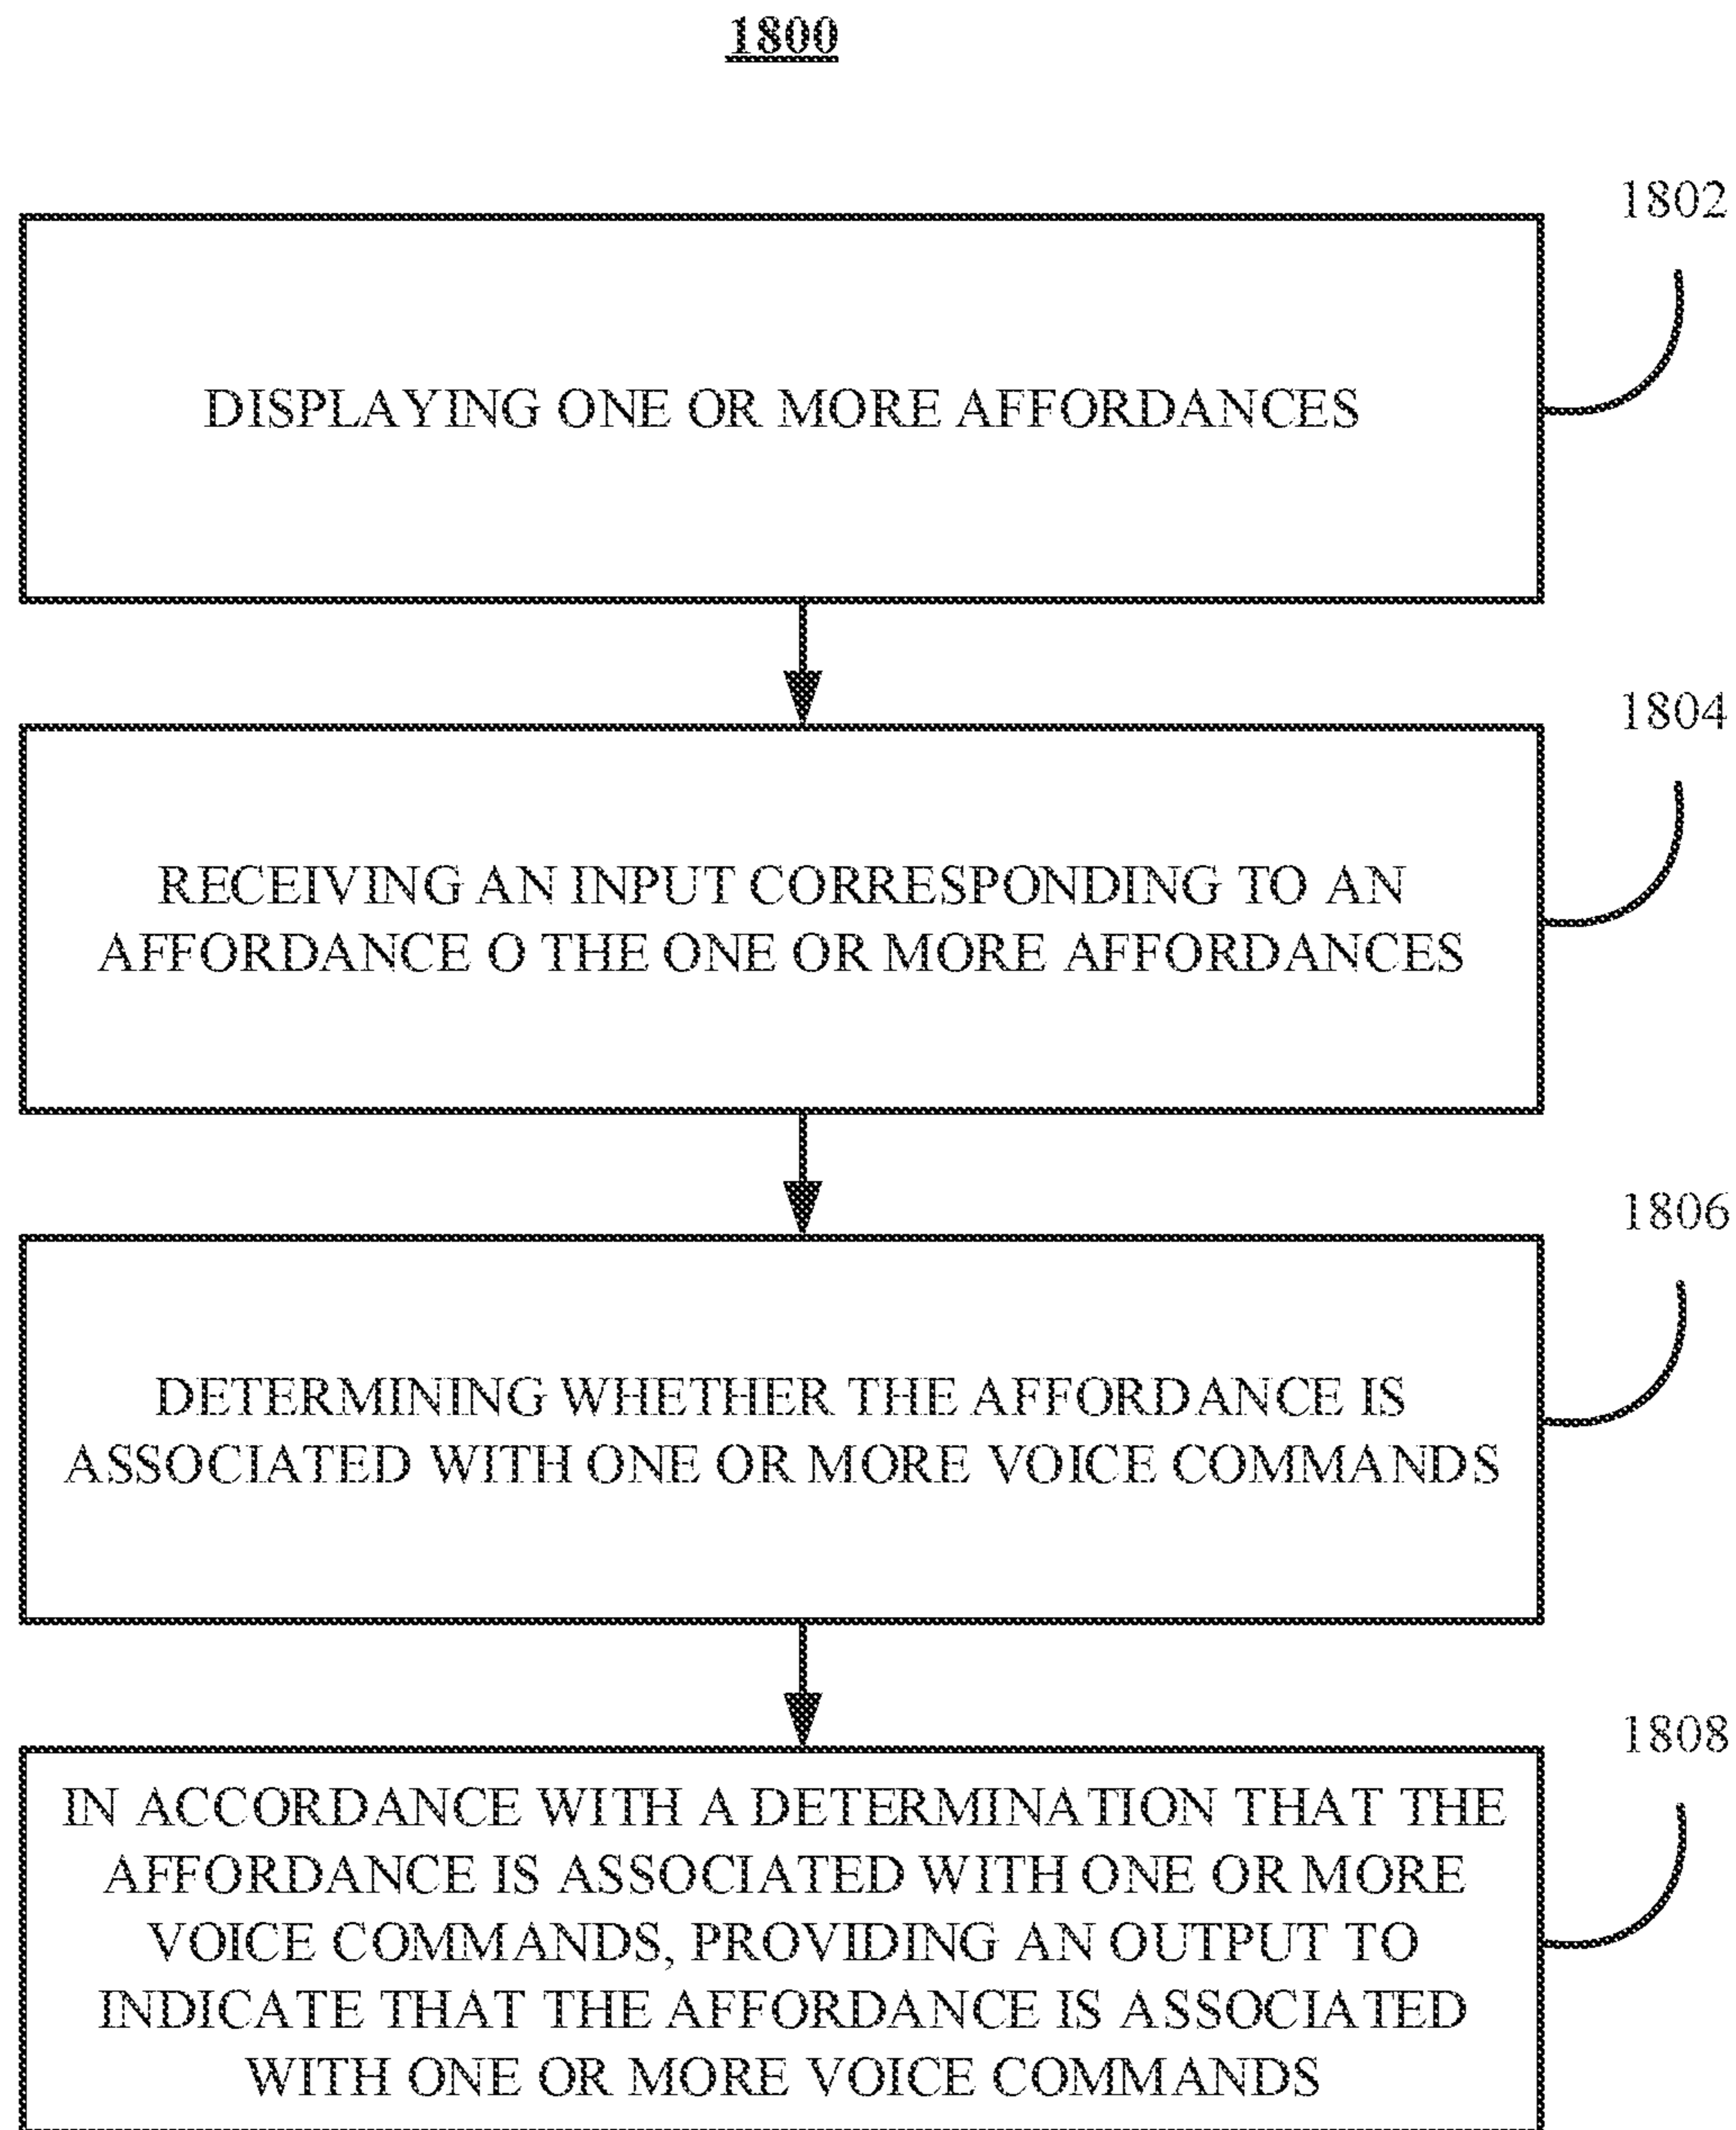 1800
1802
DISPLAYING ONE OR MORE AFFORDANCES
1804
RECEIVING AN INPUT CORRESPONDING TO AN
AFFORDANCE O THE ONE OR MORE AFFORDANCES
1806
DETERMINING WHETHER THE AFFORDANCE IS
ASSOCIATED WITH ONE OR MORE VOICE COMMANDS
1808
IN ACCORDANCE WITH A DETERMINATION THAT THE
AFFORDANCE IS ASSOCIATED WITH ONE OR MORE
VOICE COMMANDS, PROVIDING AN OUTPUT TO
INDICATE THAT THE AFFORDANCE IS ASSOCIATED
WITH ONE OR MORE VOICE COMMANDS